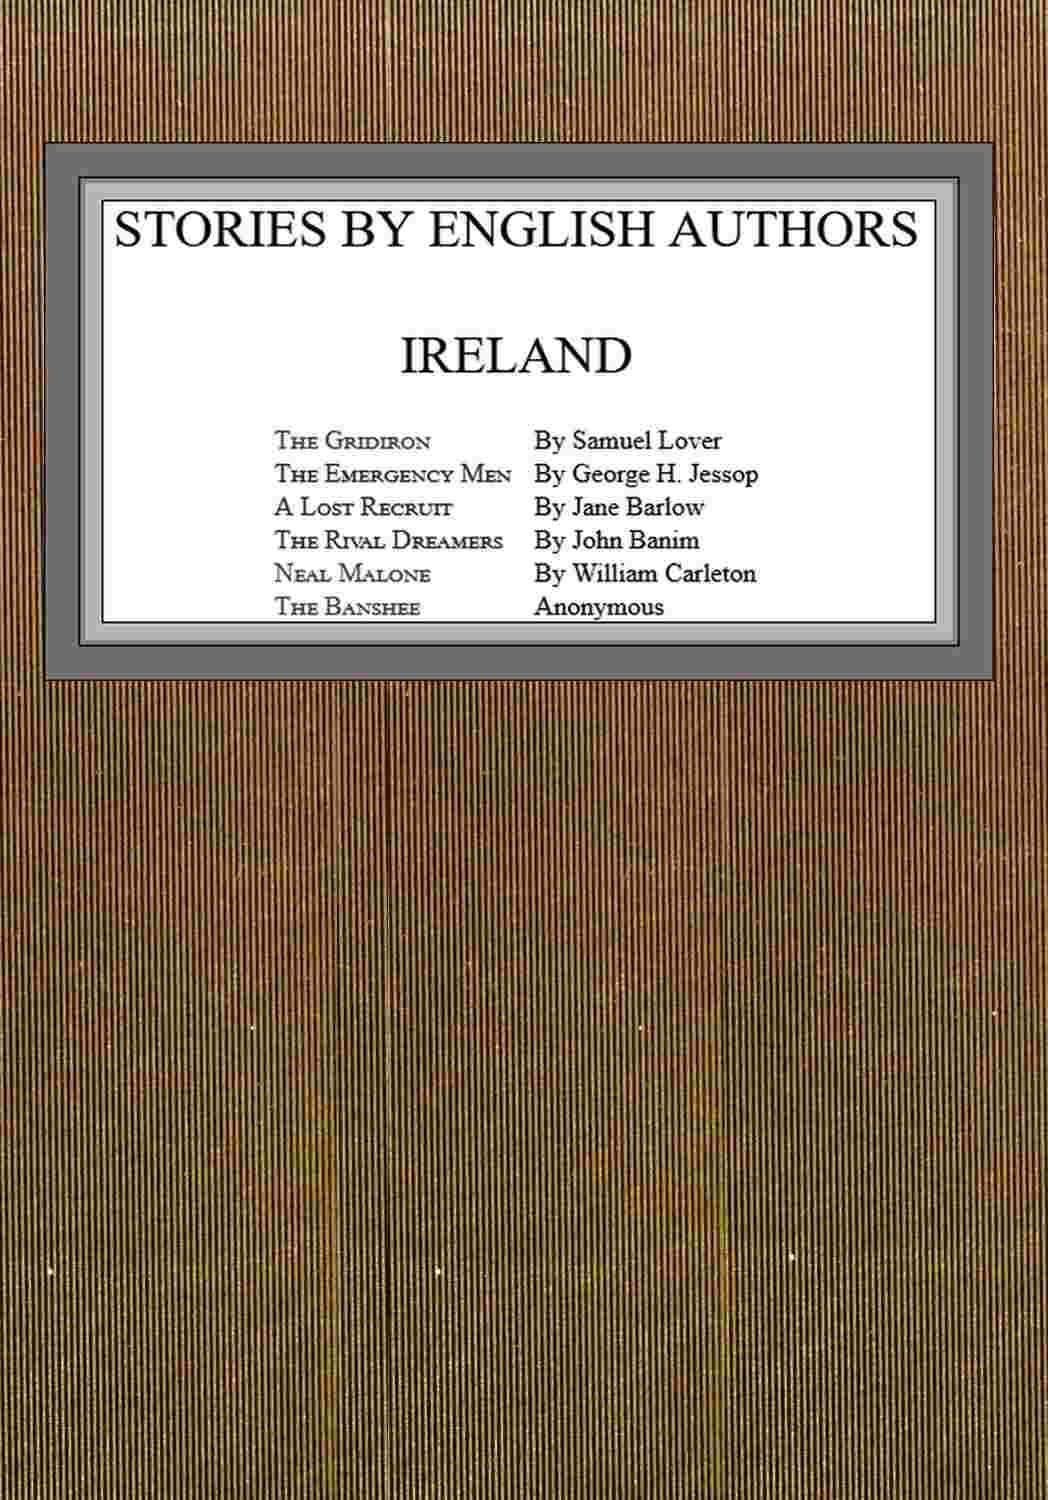 STORIES BY ENGLISH AUTHORS
IRELAND
The Gridiron By Samuel Lover
The Emergency Men By George H. Jessop
A Lost Recruit By Jane Barlow
The Rival Dreamers By John Banim
Neal Malone By William Carleton
The Banshee Anonymous